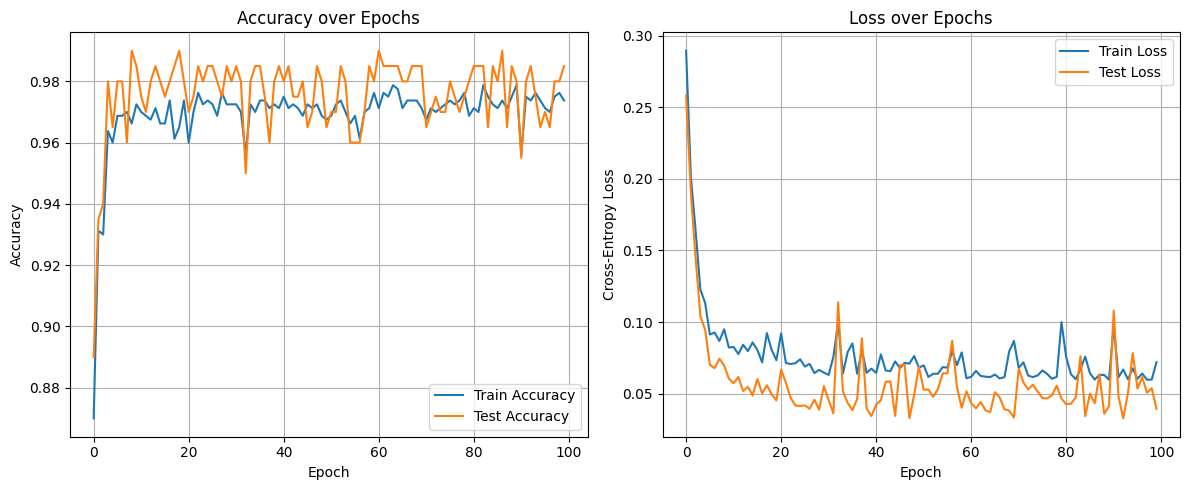 Accuracy over Epochs
Accuracy
0.98
0.96
0.94
0.92
0.90
0.88
0 20 40 60 80 100
Epoch
Train Accuracy
Test Accuracy
Loss over Epochs
Cross-Entropy Loss
0.30
0.25
0.20
0.15
0.10
0.05
0 20 40 60 80 100
Epoch
Train Loss
Test Loss